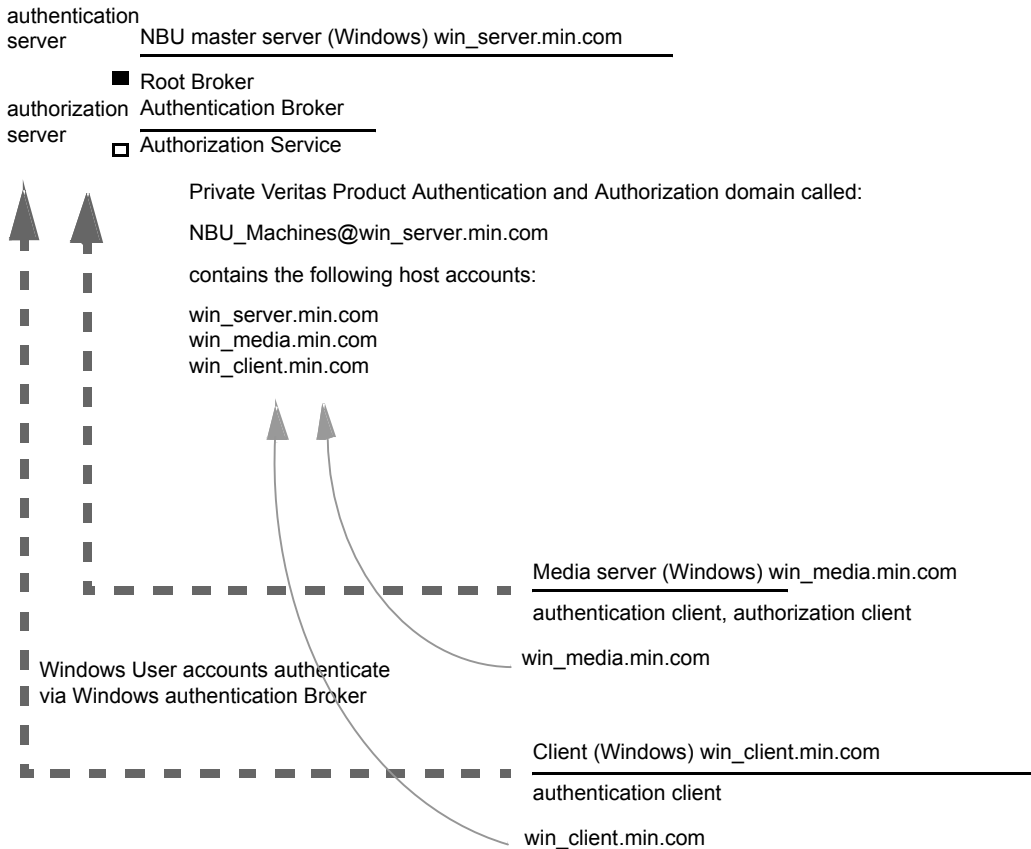 authentication
server
NBU master server (Windows) win_server.min.com
Root Broker
authorization
server
Authentication Broker
Authorization Service
Private Veritas Product Authentication and Authorization domain called:
NBU_Machines@win_server.min.com
contains the following host accounts:
win_server.min.com
win_media.min.com
win_client.min.com
Media server (Windows) win_media.min.com
authentication client, authorization client
win_media.min.com
Windows User accounts authenticate
via Windows authentication Broker
Client (Windows) win_client.min.com
authentication client
win_client.min.com